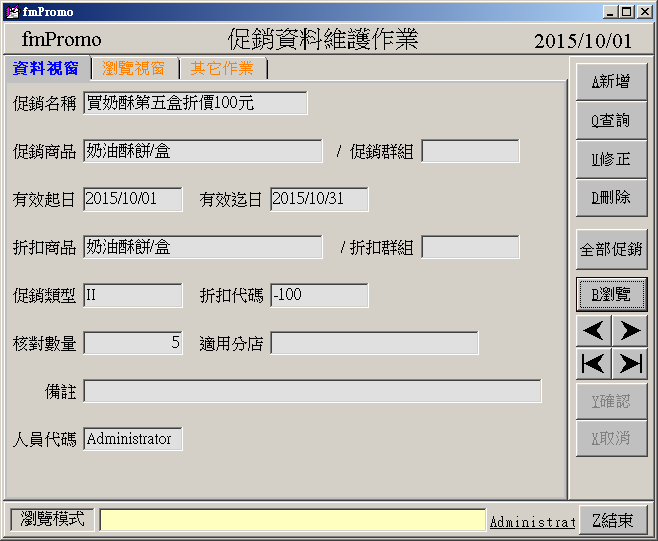 fmPromo
fmPromo 促銷資料維護作業 2015/10/01
資料視窗 瀏覽視窗 其它作業
促銷名稱 買奶酥第五盒折價100元
促銷商品 奶油酥餅/盒 / 促銷群組
有效起日 2015/10/01 有效迄日 2015/10/31
折扣商品 奶油酥餅/盒 / 折扣群組
促銷類型 II 折扣代碼 -100
核對數量 5 適用分店
備註
人員代碼 Administrator
A新增
Q查詢
U修正
D刪除
全部促銷
B瀏覽
Y確認
X取消
瀏覽模式 Administrat Z結束